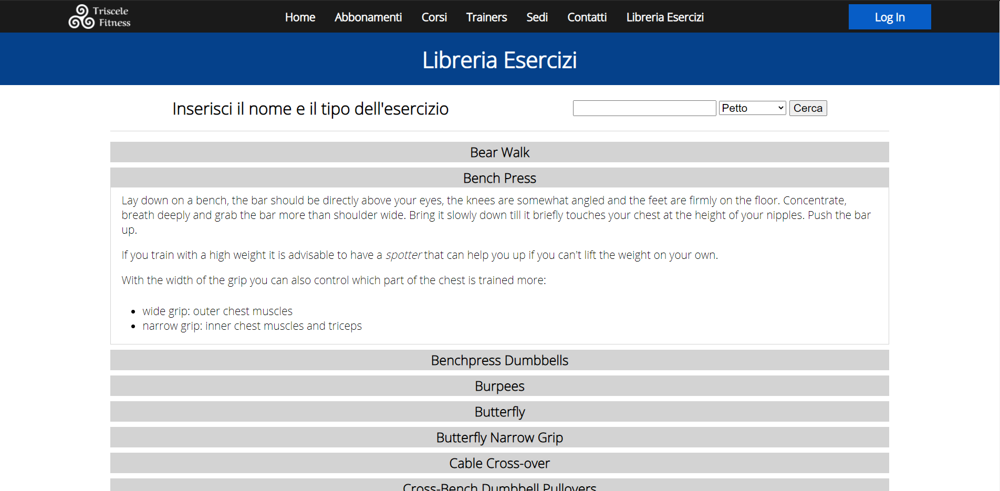 Triscele
Fitness
Home Abbonamenti Corsi Trainers Sedi Contatti Libreria Esercizi Log In
Libreria Esercizi
Inserisci il nome e il tipo dell'esercizio Petto Cerca
Bear Walk
Bench Press
Lay down on a bench, the bar should be directly above your eyes, the knees are somewhat angled and the feet are firmly on the floor. Concentrate,
breath deeply and grab the bar more than shoulder wide. Bring it slowly down till it briefly touches your chest at the height of your nipples. Push the bar
up.
If you train with a high weight it is advisable to have a spotter that can help you up if you can't lift the weight on your own.
With the width of the grip you can also control which part of the chest is trained more:
• wide grip: outer chest muscles
• narrow grip: inner chest muscles and triceps
Benchpress Dumbbells
Burpees
Butterfly
Butterfly Narrow Grip
Cable Cross-over
Cross-Bench Dumbbell Pullovers